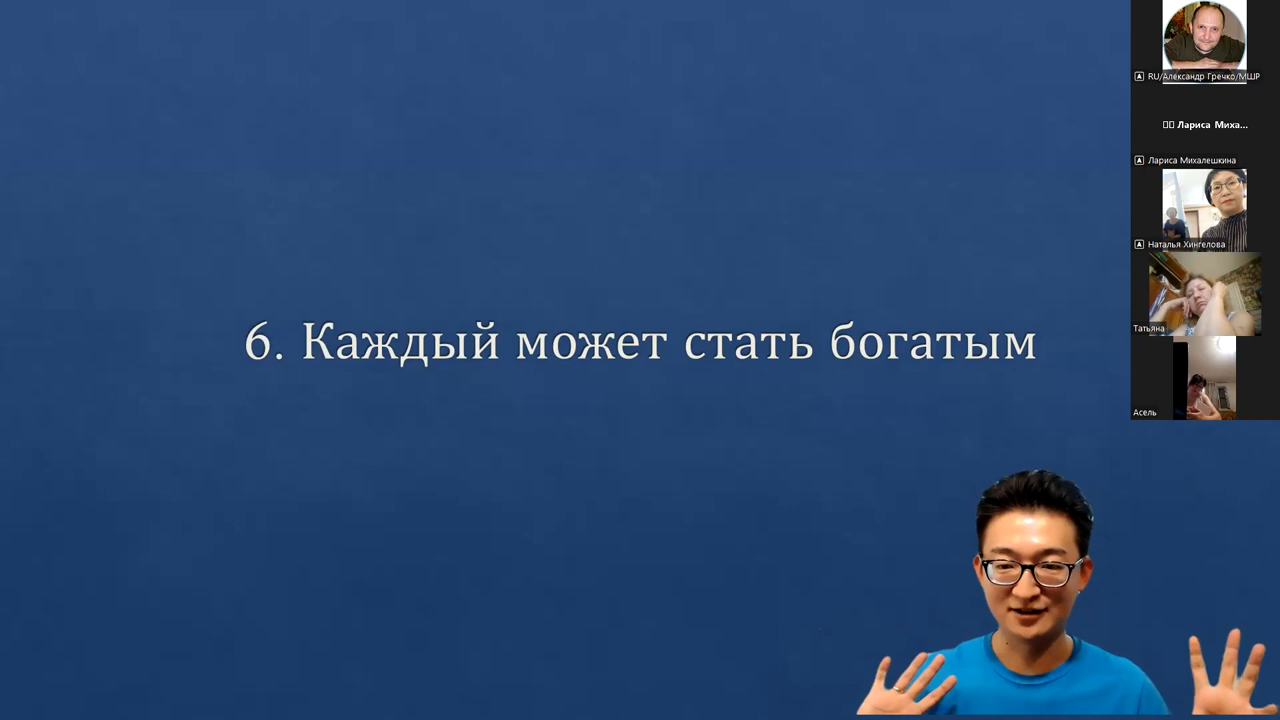 6. Каждый может стать богатым
RU/Александр Гречко/МШР
Лариса Миха...
Лариса Михалешкина
Наталья Хингелова
Татьяна
Асель